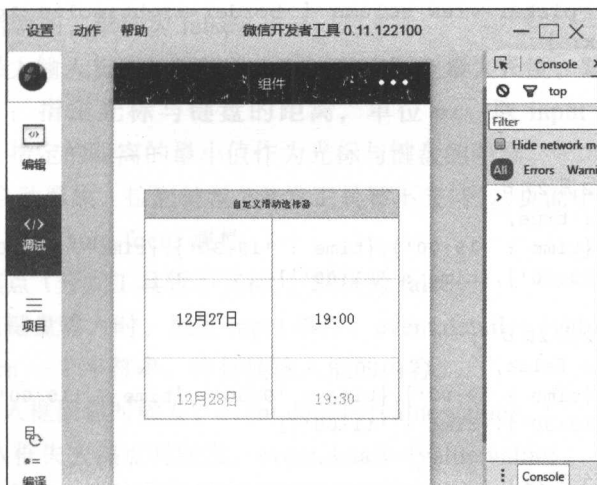 设置 动作 帮助 微信开发者工具 0.11.122100
Console
组件
top
编辑
Filter
Hide network m
All Errors Warni
自定义滑动选择器
调试
项目
12月27日 19:00
12月28日 19:30
编译
Console